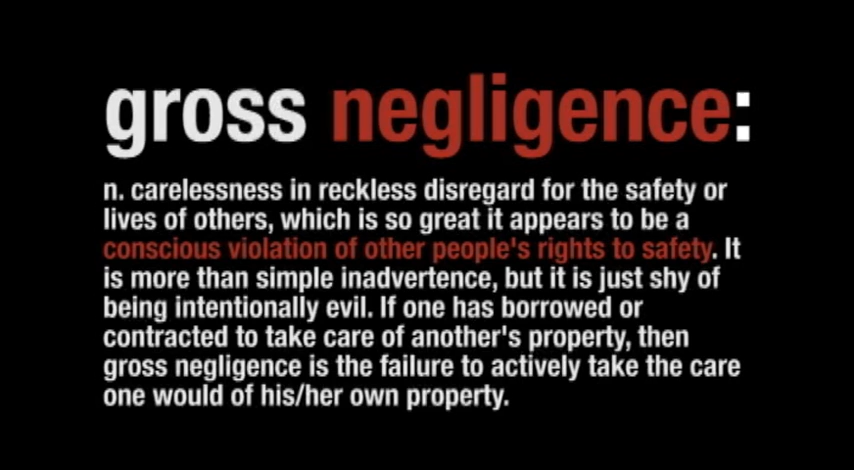 gross negligence:
n. carelessness in reckless disregard for the safety or
lives of others, which is so great it appears to be a
conscious violation of other people's rights to safety. It
is more than simple inadvertence, but it is just shy of
being intentionally evil. If one has borrowed or
contracted to take care of another's property, then
gross negligence is the failure to actively take the care
one would of his/her own property.